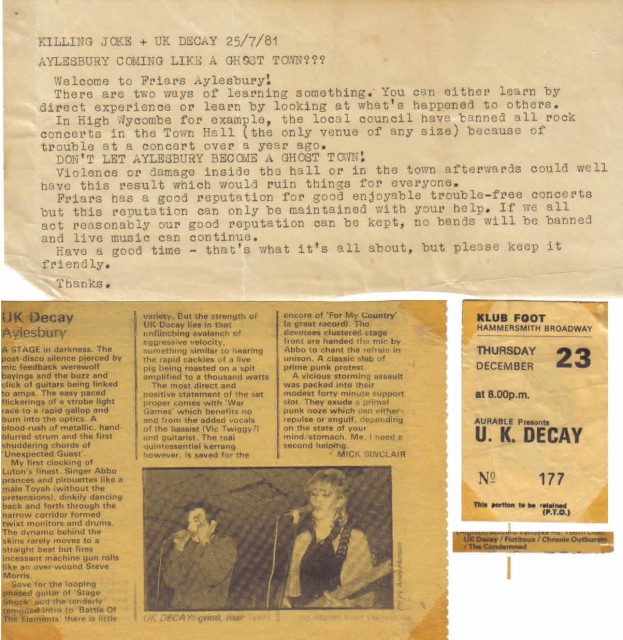 KILLING JOKE + UK DECAY 25/7/81
AYLESBURY COMING LIKE A GHOST TOWN???
Welcome to Friars Aylesbury!
There are two ways of learning something. You can either learn by
direct experience or learn by looking at what's happened to others.
In High Wycombe for example, the local council have banned all rock
concerts in the Town Hall (the only venue of any size) because of
trouble at a concert over a year ago.
DON'T LET AYLESBURY BECOME A GHOST TOWN!
Violence or damage inside the hall or in the town afterwards could well
have this result which would ruin things for everyone.
Friars has a good reputation for good enjoyable trouble-free concerts
but this reputation can only be maintained with your help. If we all
act reasonably our good reputation can be kept, no bands will be banned
and live music can continue.
Have a good time - that's what it's all about, but please keep it
friendly.
Thanks.
UK Decay
Aylesbury
A STAGE in darkness. The
post-disco silence pierced by
mic feedback werewolf
bayings and the buzz and
click of guitars being linked
to amps. The easy paced
flickerings of a strobe light
race to a rapid gallop and
burn into the optics. A
blood-rush of metallic, hand-
blurred strum and the first
shuddering chords of
'Unexpected Guest'.
My first clocking of
Luton's finest. Singer Abbo
prances and pirouettes like a
male Toyah (without the
pretensions), dinkily dancing
back and forth through the
narrow corridor formed
twixt monitors and drums.
The dynamo behind the
skins rarely moves to a
straight beat but fires
incessant machine gun rolls
like an over-wound Steve
Morris.
Save for the looping
phased guitar of 'Stage
Struck' and the tenderly
tempoed intro to 'Battle Of
The Elements' there is little
variety. But the strength of
UK Decay lies in that
unflinching avalanch of
aggressive velocity,
something similar to hearing
the rapid cackles of a live
pig being roasted on a spit
amplified to a thousand watts
The most direct and
positive statement of the set
proper comes with 'War
Games' which benefits no
end from the added vocals
of the bassist (Vic Twiggy?)
and guitarist. The real
quintessential kerrang
however, is saved for the
encore of 'For My Country'
(a great record). The
devotees clustered stage
front are handed the mic by
Abbo to chant the refrain in
unison. A classic slab of
prime punk protest.
A vicious storming assault
was packed into their
modest forty minute support
slot. They exude a primal
punk ooze which can either
repulse or engulf, depending
on the state of your
mind/stomach. Me, I need a
second helping.
MICK SINCLAIR
UK DECAY: grind, roar
KLUB FOOT
HAMMERSMITH BROADWAY
THURSDAY
DECEMBER 23
at 8.00p.m.
AURABLE Presents
U. K. DECAY
Nº 177
This portion to be retained
(P.T.O.)
UK Decay / Fictitous / Chronic Outbursts
/ The Condemned